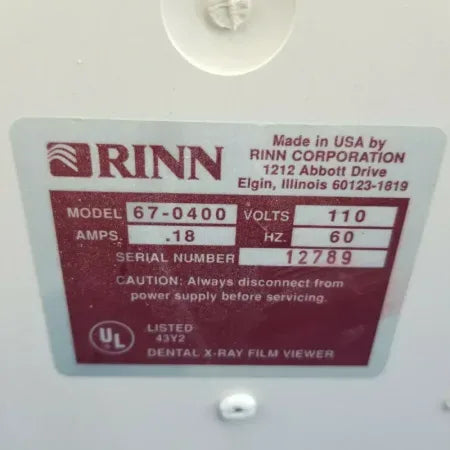 RINN
Made in USA by
RINN CORPORATION
1212 Abbott Drive
Elgin, Illinois 60123-1819
MODEL 67-0400 VOLTS 110
AMPS. .18 HZ. 60
SERIAL NUMBER 12789
CAUTION: Always disconnect from
power supply before servicing.
UL
LISTED
43Y2
DENTAL X-RAY FILM VIEWER